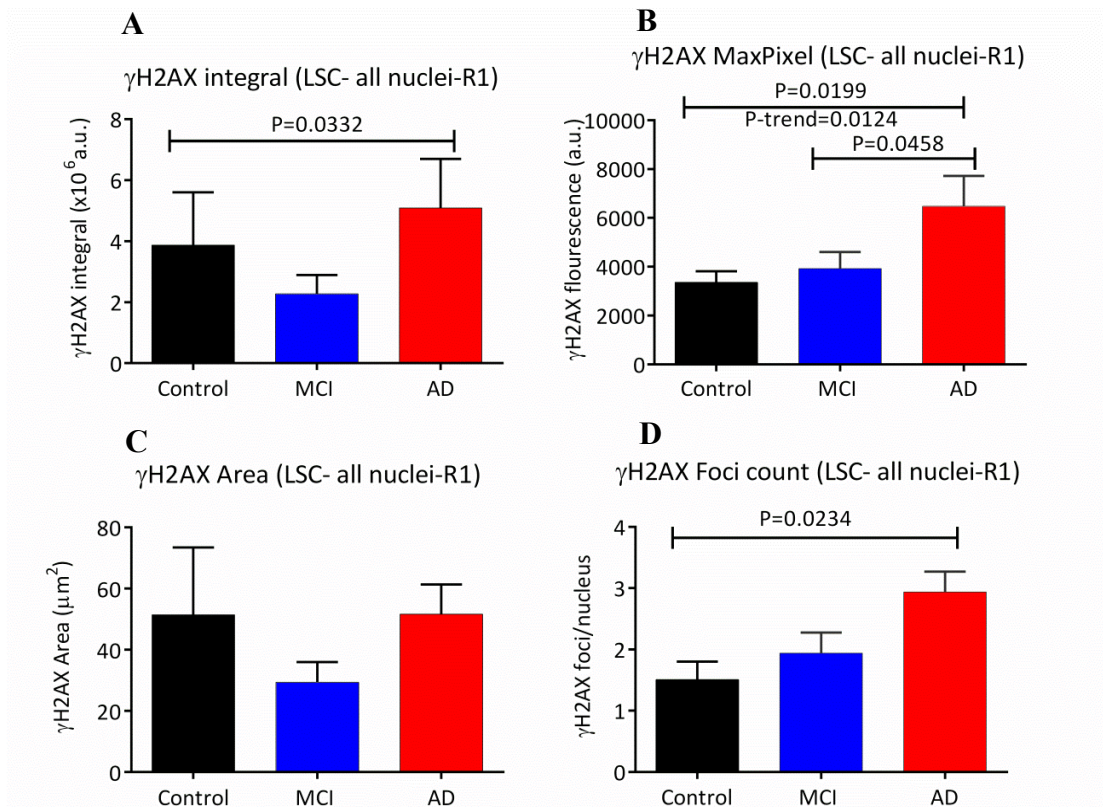 A
γH2AX integral (LSC- all nuclei-R1)
P=0.0332
γH2AX integral (x10⁶ a.u.)
8
6
4
2
0
Control
MCI
AD
B
γH2AX MaxPixel (LSC- all nuclei-R1)
P=0.0199
P-trend=0.0124
P=0.0458
γH2AX flourescence (a.u.)
10000
8000
6000
4000
2000
0
Control
MCI
AD
C
γH2AX Area (LSC- all nuclei-R1)
γH2AX Area (μm²)
80
60
40
20
0
Control
MCI
AD
D
γH2AX Foci count (LSC- all nuclei-R1)
P=0.0234
γH2AX foci/nucleus
4
3
2
1
0
Control
MCI
AD